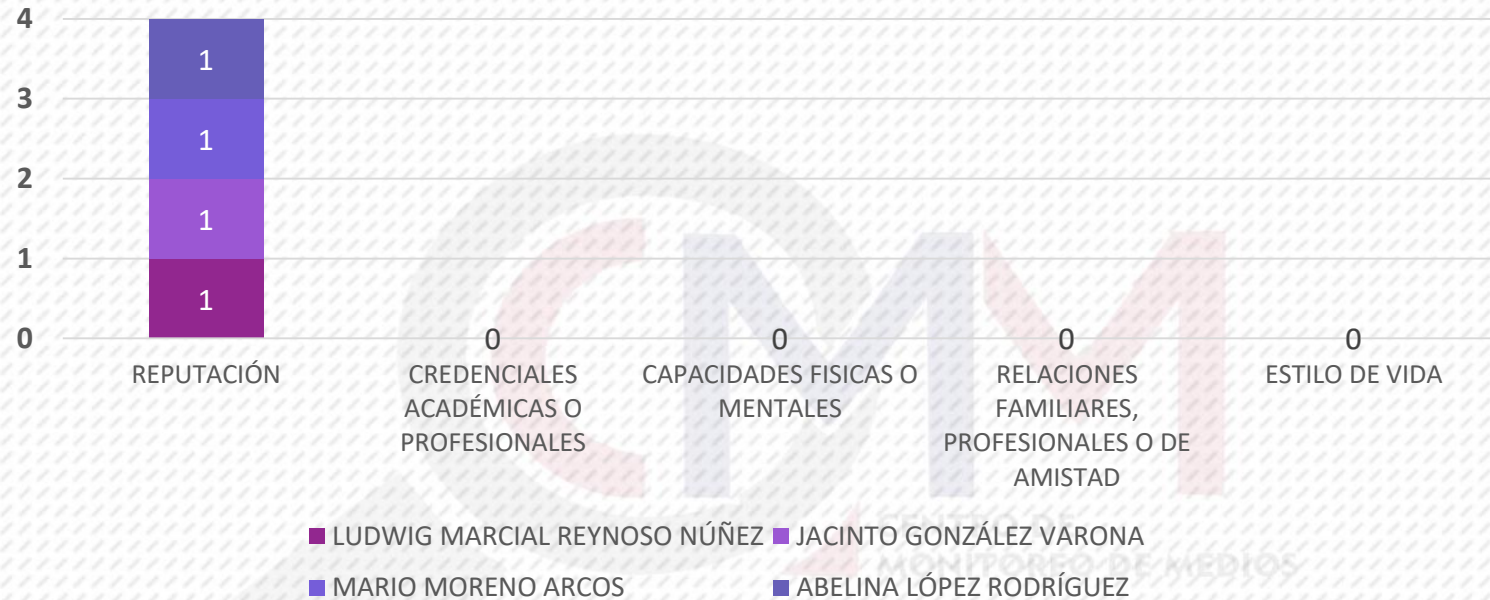 4
3
2
1
0
1
1
1
1
0
0
0
0
REPUTACIÓN
CREDENCIALES
ACADÉMICAS O
PROFESIONALES
CAPACIDADES FISICAS O
MENTALES
RELACIONES
FAMILIARES,
PROFESIONALES O DE
AMISTAD
ESTILO DE VIDA
LUDWIG MARCIAL REYNOSO NÚÑEZ
JACINTO GONZÁLEZ VARONA
MARIO MORENO ARCOS
ABELINA LÓPEZ RODRÍGUEZ
CMM
CENTRO DE
MONITOREO DE MEDIOS